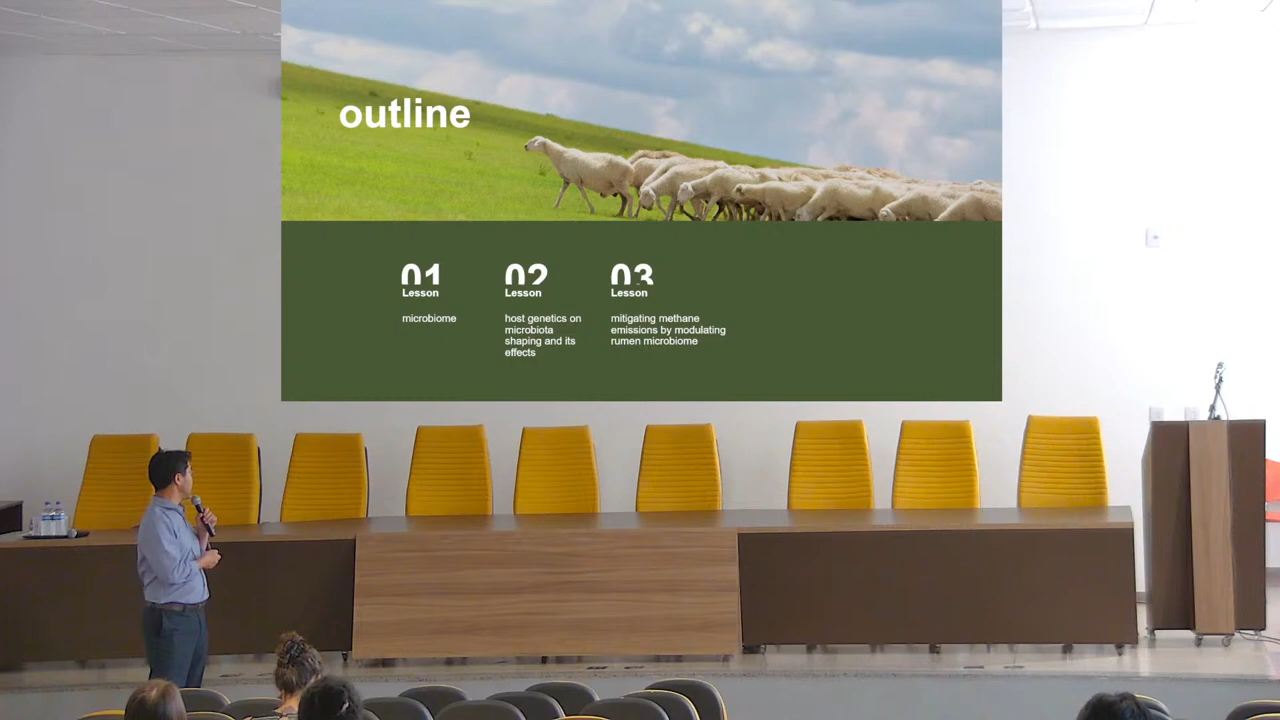 outline
01
02
03
Lesson
Lesson
Lesson
microbiome
host genetics on
microbiota
shaping and its
effects
mitigating methane
emissions by modulating
rumen microbiome